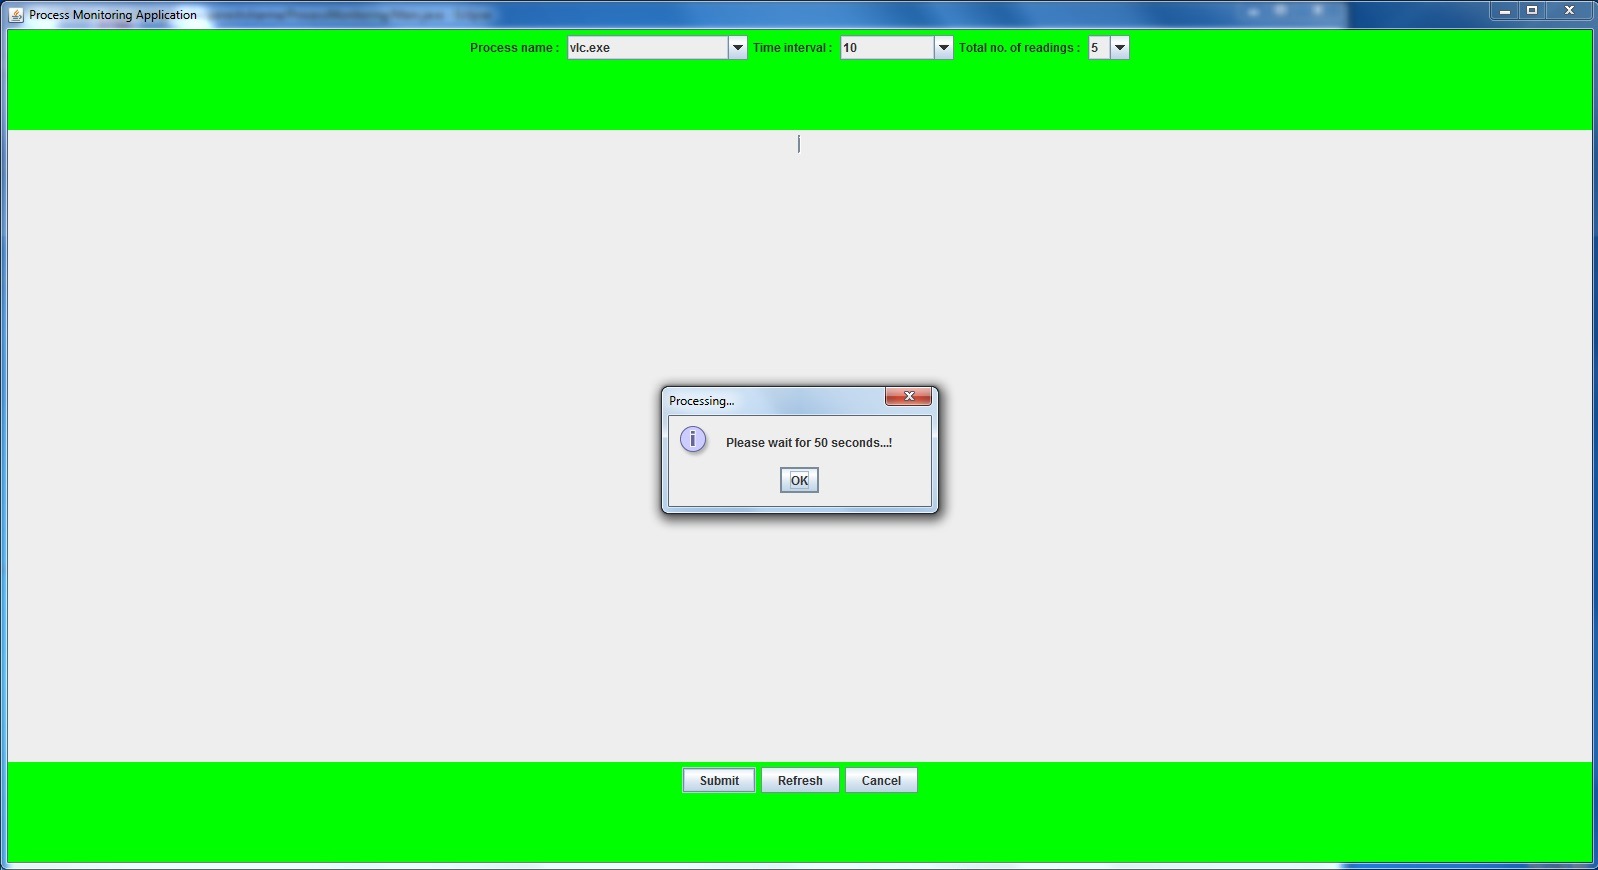 Process Monitoring Application
Process name : vlc.exe Time interval : 10 Total no. of readings : 5
Processing...
i Please wait for 50 seconds...!
OK
Submit Refresh Cancel